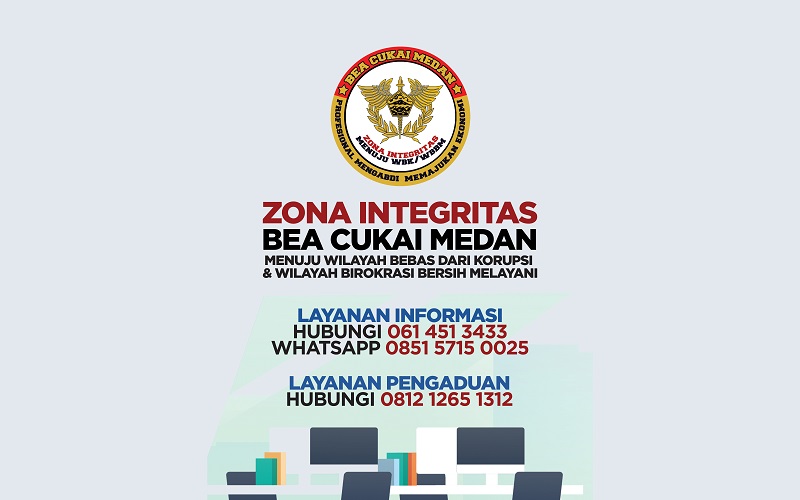 BEA CUKAI MEDAN
PROFESIONAL MENGABDI MEMAJUKAN EKONOMI
ZONA INTEGRITAS
MENUJU WBK/WBBM
ZONA INTEGRITAS
BEA CUKAI MEDAN
MENUJU WILAYAH BEBAS DARI KORUPSI
& WILAYAH BIROKRASI BERSIH MELAYANI
LAYANAN INFORMASI
HUBUNGI 061 451 3433
WHATSAPP 0851 5715 0025
LAYANAN PENGADUAN
HUBUNGI 0812 1265 1312